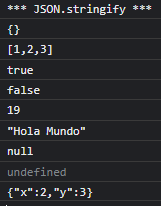 *** JSON.stringify ***
{}
[1,2,3]
true
false
19
"Hola Mundo"
null
undefined
{"x":2,"y":3}